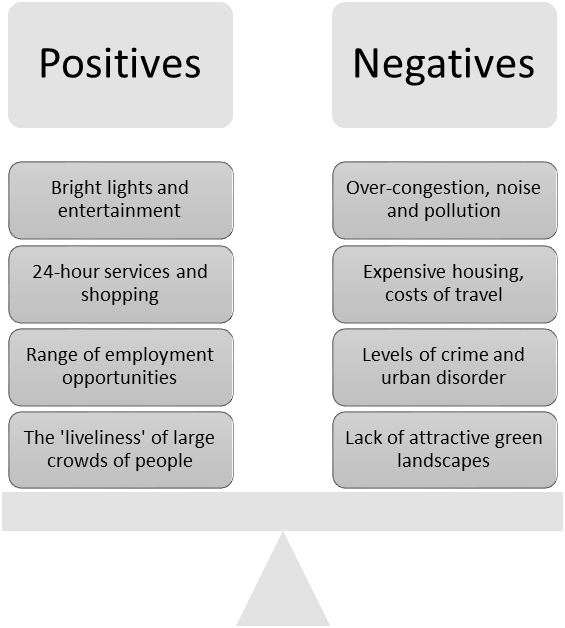 Positives
Bright lights and
entertainment
24-hour services and
shopping
Range of employment
opportunities
The 'liveliness' of large
crowds of people
Negatives
Over-congestion, noise
and pollution
Expensive housing,
costs of travel
Levels of crime and
urban disorder
Lack of attractive green
landscapes